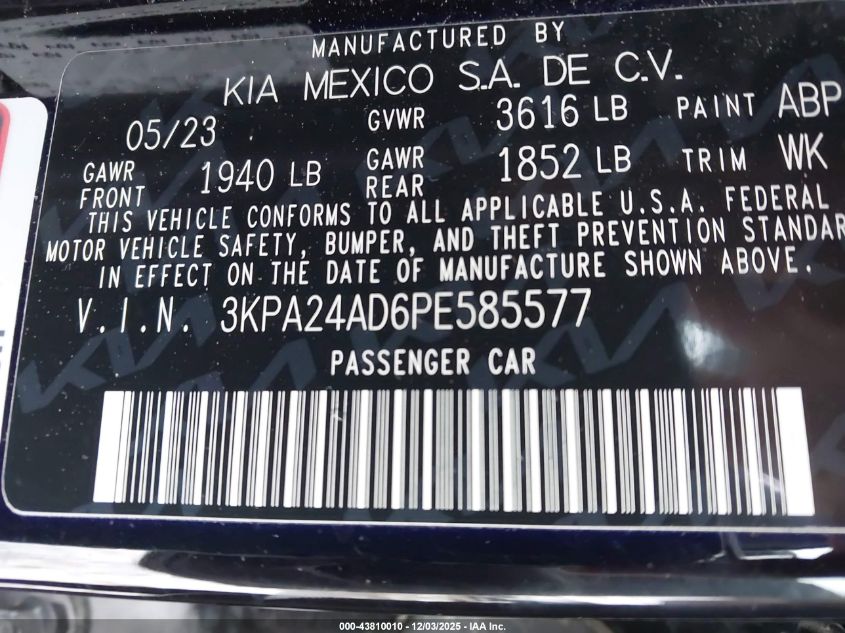 MANUFACTURED BY
KIA MEXICO S.A. DE C.V.
05/23 GVWR 3616 LB PAINT ABP
GAWR FRONT 1940 LB GAWR REAR 1852 LB TRIM WK
THIS VEHICLE CONFORMS TO ALL APPLICABLE U.S.A. FEDERAL
MOTOR VEHICLE SAFETY, BUMPER, AND THEFT PREVENTION STANDAR
IN EFFECT ON THE DATE OF MANUFACTURE SHOWN ABOVE.
V.I.N. 3KPA24AD6PE585577
PASSENGER CAR
000-43810010 - 12/03/2025 - IAA Inc.